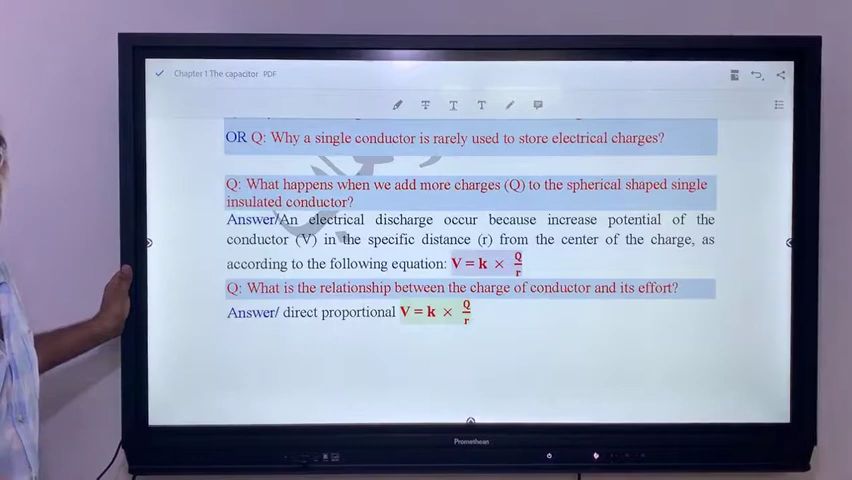 Chapter 1 The capacitor PDF
OR Q: Why a single conductor is rarely used to store electrical charges?
Q: What happens when we add more charges (Q) to the spherical shaped single
insulated conductor?
Answer/An electrical discharge occur because increase potential of the
conductor (V) in the specific distance (r) from the center of the charge, as
according to the following equation: V = k × Q/r
Q: What is the relationship between the charge of conductor and its effort?
Answer/ direct proportional V = k × Q/r
Promethean